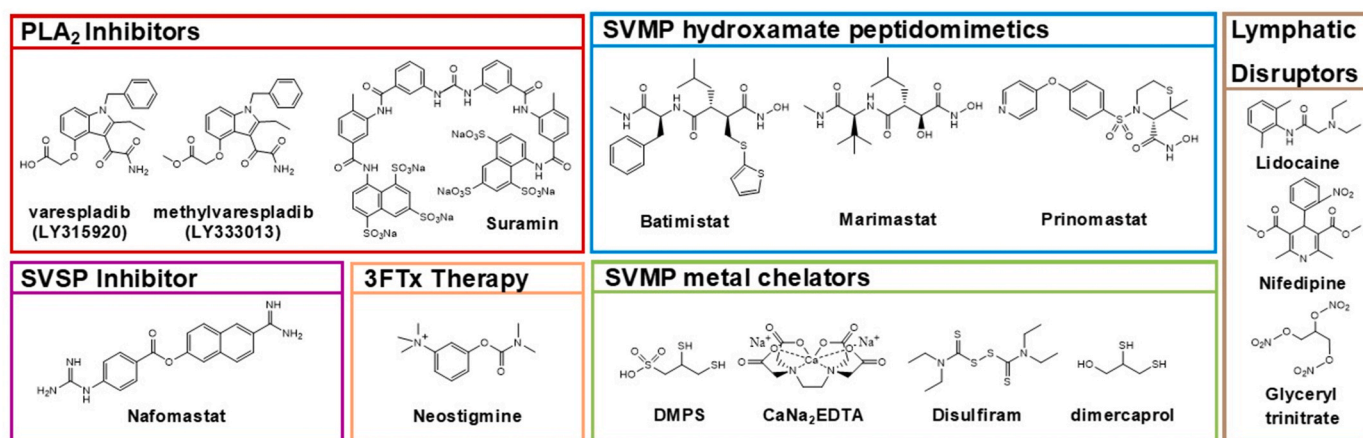 PLA₂ Inhibitors
varespladib
(LY315920)
methylvarespladib
(LY333013)
Suramin
SVMP hydroxamate peptidomimetics
Batimistat
Marimastat
Prinomastat
Lymphatic
Disruptors
Lidocaine
Nifedipine
Glyceryl
trinitrate
SVSP Inhibitor
Nafomastat
3FTx Therapy
Neostigmine
SVMP metal chelators
DMPS
CaNa₂EDTA
Disulfiram
dimercaprol